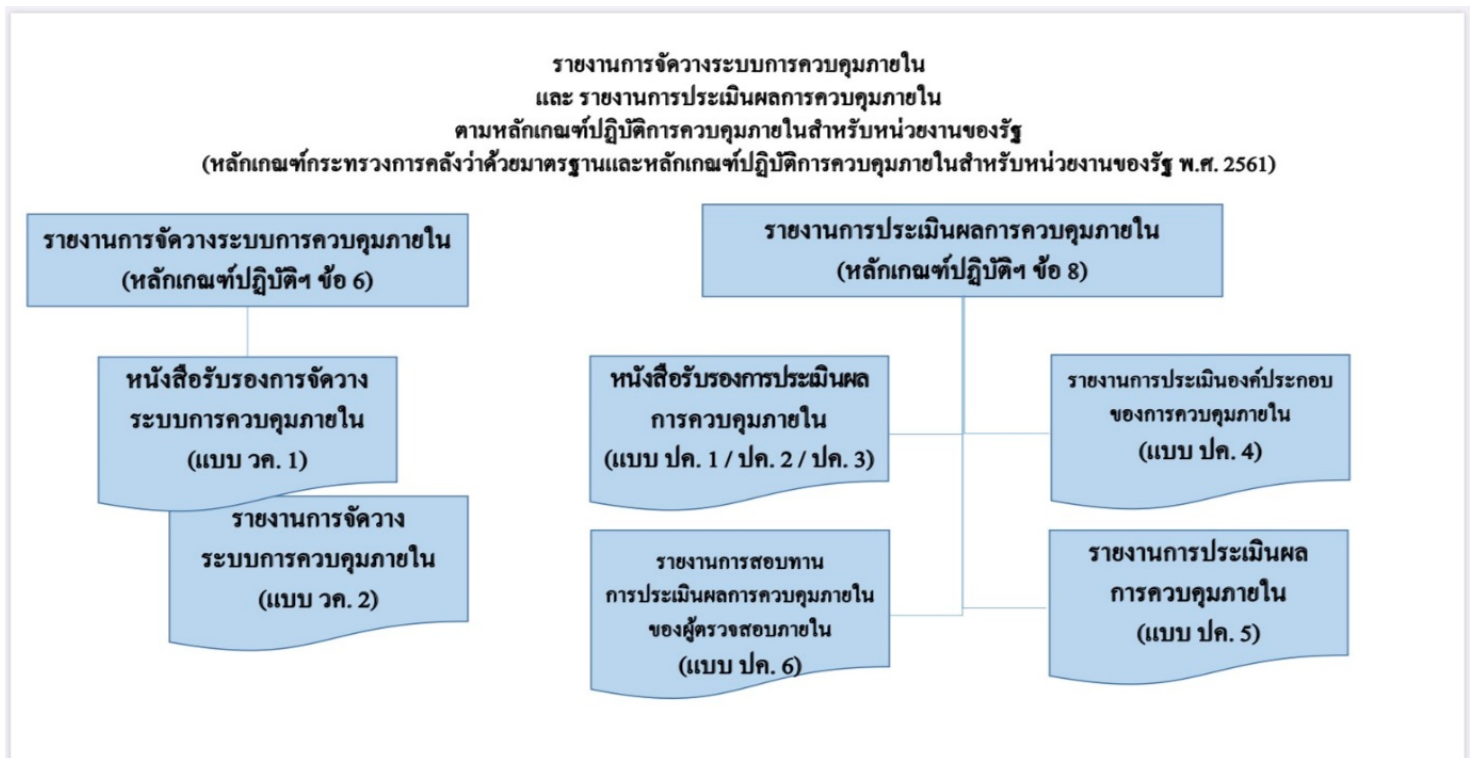 รายงานการจัดวางระบบการควบคุมภายใน
และ รายงานการประเมินผลการควบคุมภายใน
ตามหลักเกณฑ์ปฏิบัติการควบคุมภายในสำหรับหน่วยงานของรัฐ
(หลักเกณฑ์กระทรวงการคลังว่าด้วยมาตรฐานและหลักเกณฑ์ปฏิบัติการควบคุมภายในสำหรับหน่วยงานของรัฐ พ.ศ. 2561)
รายงานการจัดวางระบบการควบคุมภายใน
(หลักเกณฑ์ปฏิบัติฯ ข้อ 6)
หนังสือรับรองการจัดวาง
ระบบการควบคุมภายใน
(แบบ วค. 1)
รายงานการจัดวาง
ระบบการควบคุมภายใน
(แบบ วค. 2)
รายงานการประเมินผลการควบคุมภายใน
(หลักเกณฑ์ปฏิบัติฯ ข้อ 8)
หนังสือรับรองการประเมินผล
การควบคุมภายใน
(แบบ ปค. 1 / ปค. 2 / ปค. 3)
รายงานการประเมินองค์ประกอบ
ของการควบคุมภายใน
(แบบ ปค. 4)
รายงานการสอบทาน
การประเมินผลการควบคุมภายใน
ของผู้ตรวจสอบภายใน
(แบบ ปค. 6)
รายงานการประเมินผล
การควบคุมภายใน
(แบบ ปค. 5)